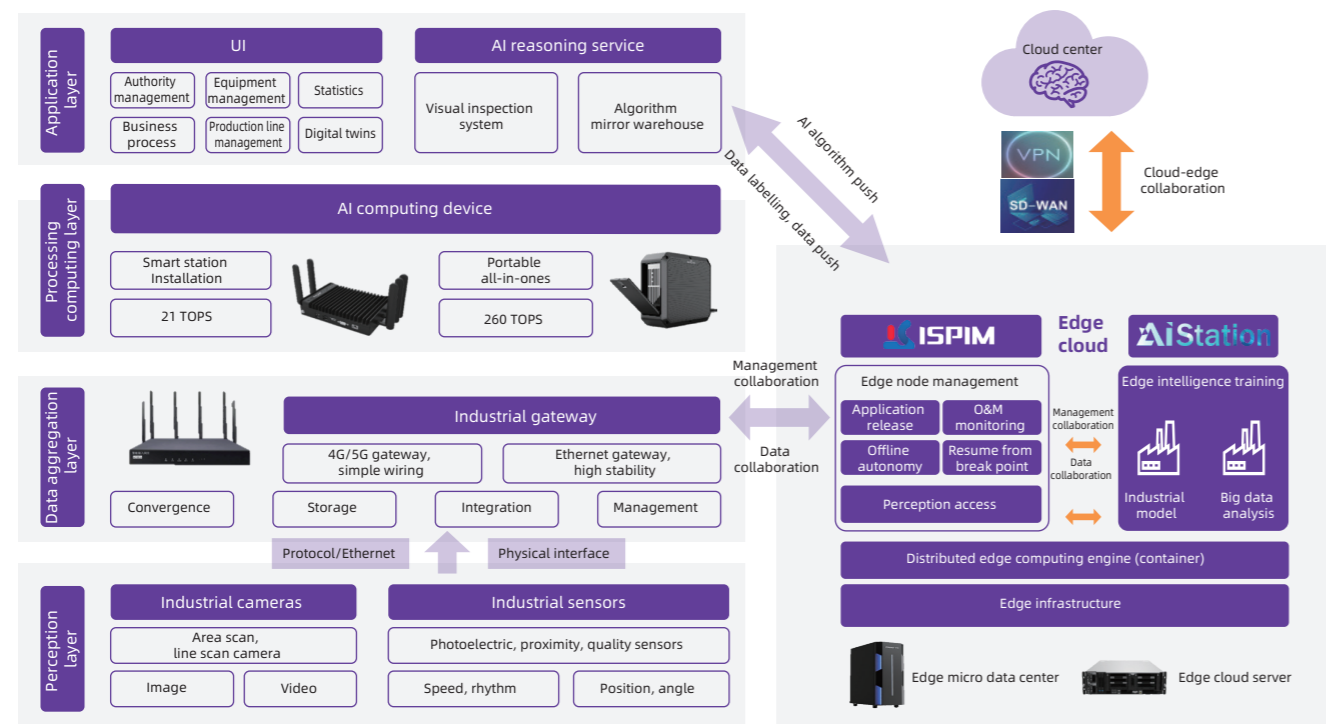 Application
layer
UI
Authority
management
Equipment
management
Statistics
Business
process
Production line
management
Digital twins
AI reasoning service
Visual inspection
system
Algorithm
mirror warehouse
Processing
computing layer
AI computing device
Smart station
Installation
21 TOPS
Portable
all-in-ones
260 TOPS
Data aggregation
layer
Industrial gateway
4G/5G gateway,
simple wiring
Ethernet gateway,
high stability
Convergence
Storage
Integration
Management
Protocol/Ethernet
Physical interface
Perception
layer
Industrial cameras
Area scan,
line scan camera
Image
Video
Industrial sensors
Photoelectric, proximity, quality sensors
Speed, rhythm
Position, angle
AI algorithm push
Data labelling, data push
Management
collaboration
Data
collaboration
Cloud center
VPN
SD-WAN
Cloud-edge
collaboration
ISPIM
Edge
cloud
AiStation
Edge node management
Application
release
O&M
monitoring
Offline
autonomy
Resume from
break point
Perception access
Management
collaboration
Data
collaboration
Edge intelligence training
Industrial
model
Big data
analysis
Distributed edge computing engine (container)
Edge infrastructure
Edge micro data center
Edge cloud server